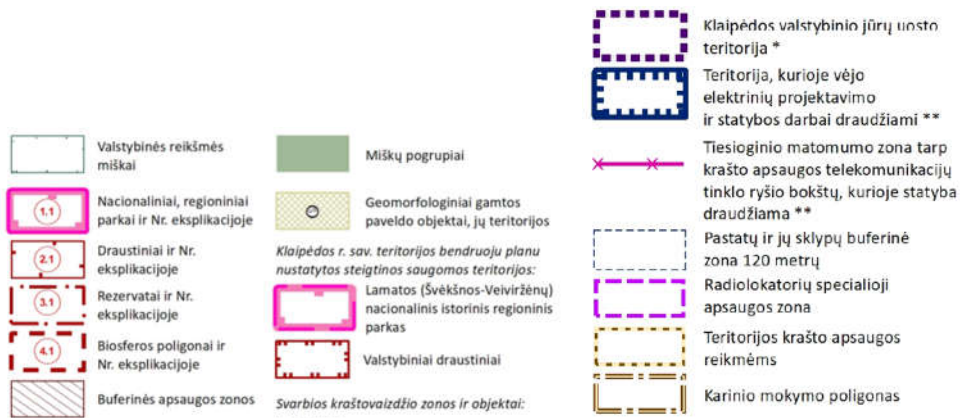 Valstybinės reikšmės
miškai
1.1
Nacionaliniai, regioniniai
parkai ir Nr. eksplikacijoje
2.1
Draustiniai ir Nr.
eksplikacijoje
3.1
Rezervatai ir Nr.
eksplikacijoje
4.1
Biosferos poligonai ir
Nr. eksplikacijoje
Buferinės apsaugos zonos
Miškų pogrupiai
Geomorfologiniai gamtos
paveldo objektai, jų teritorijos
Klaipėdos r. sav. teritorijos bendruoju planu
nustatytos steigtinos saugomos teritorijos:
Lamatos (Švėkšnos-Veiviržėnų)
nacionalinis istorinis regioninis
parkas
Valstybiniai draustiniai
Svarbios kraštovaizdžio zonos ir objektai:
Klaipėdos valstybinio jūrų uosto
teritorija *
Teritorija, kurioje vėjo
elektrinių projektavimo
ir statybos darbai draudžiami **
Tiesioginio matomumo zona tarp
krašto apsaugos telekomunikacijų
tinklo ryšio bokštų, kurioje statyba
draudžiama **
Pastatų ir jų sklypų buferinė
zona 120 metrų
Radiolokatorių specialioji
apsaugos zona
Teritorijos krašto apsaugos
reikmėms
Karinio mokymo poligonas